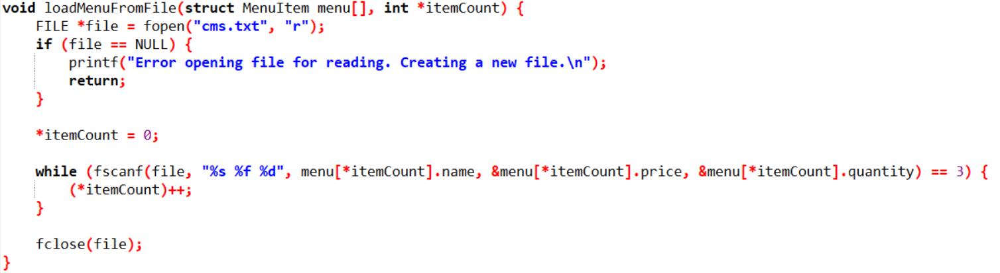 void loadMenuFromFile(struct MenuItem menu[], int *itemCount) {
    FILE *file = fopen("cms.txt", "r");
    if (file == NULL) {
        printf("Error opening file for reading. Creating a new file.\n");
        return;
    }

    *itemCount = 0;

    while (fscanf(file, "%s %f %d", menu[*itemCount].name, &menu[*itemCount].price, &menu[*itemCount].quantity) == 3) {
        (*itemCount)++;
    }

    fclose(file);
}